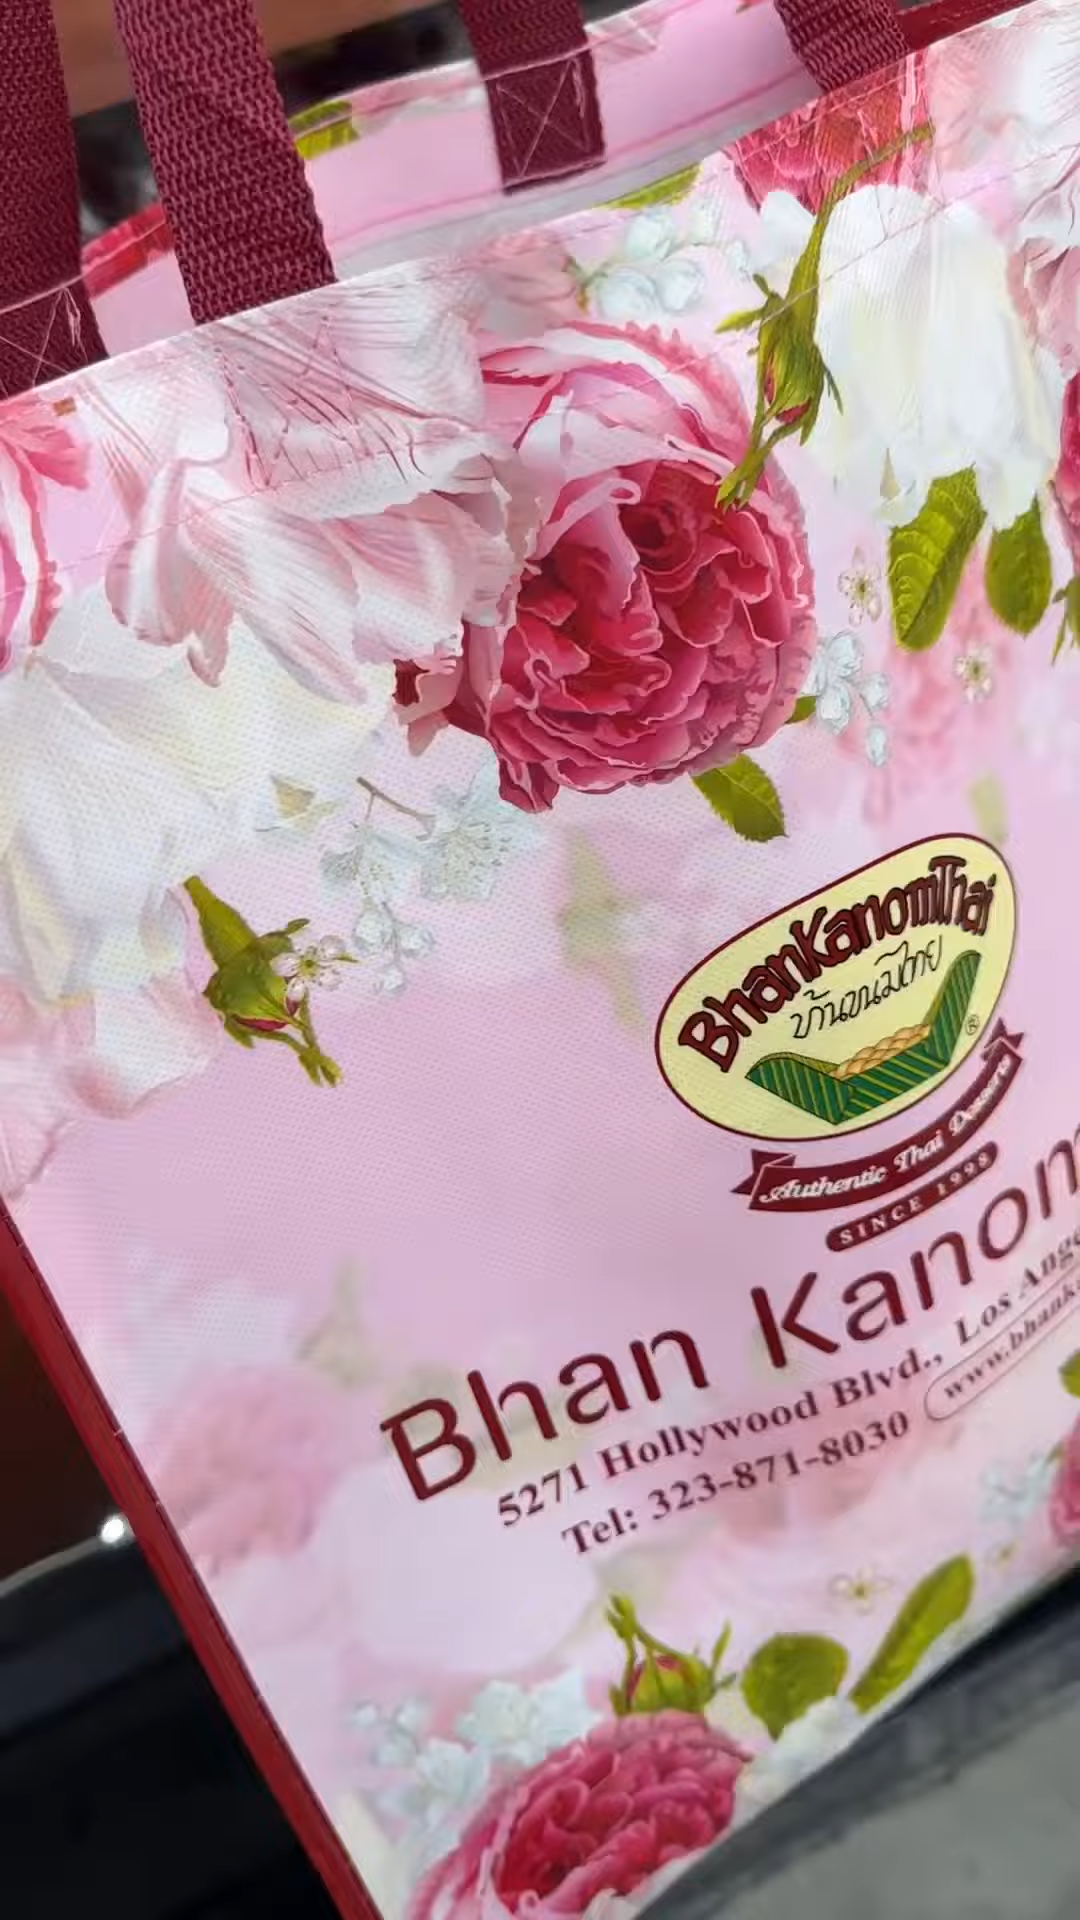 BhanKanomThai
บ้านขนมไทย
®
Authentic Thai Desserts
SINCE 1998
Bhan Kanom
5271 Hollywood Blvd., Los Ange
Tel: 323-871-8030 www.bhank